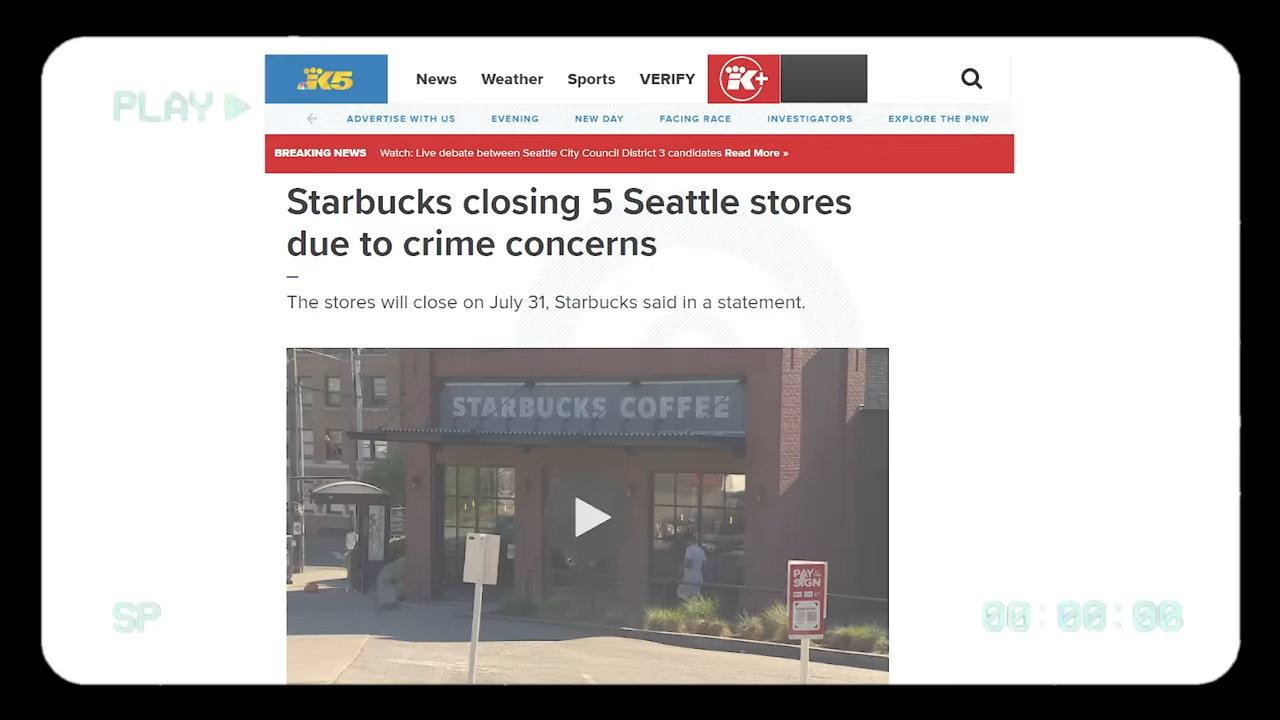 K5
News Weather Sports VERIFY K+
PLAY
ADVERTISE WITH US EVENING NEW DAY FACING RACE INVESTIGATORS EXPLORE THE PNW
BREAKING NEWS Watch: Live debate between Seattle City Council District 3 candidates Read More »
Starbucks closing 5 Seattle stores
due to crime concerns
The stores will close on July 31, Starbucks said in a statement.
STARBUCKS COFFEE
PAY
SIGN
SP
00:00:00